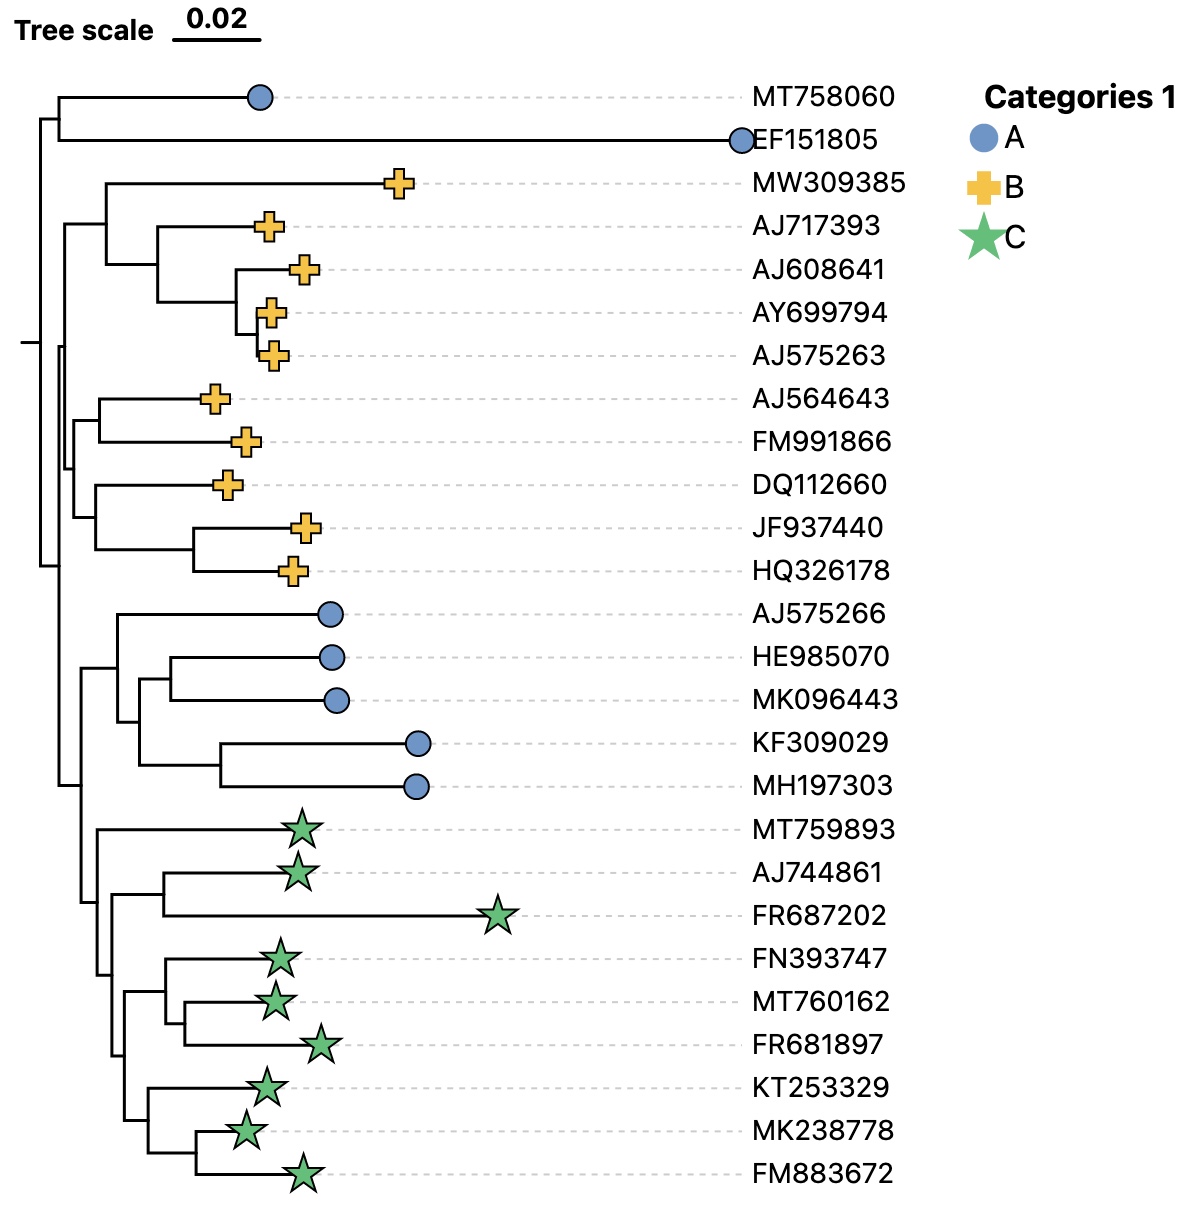 Tree scale 0.02
Categories 1
A
B
C
MT758060
EF151805
MW309385
AJ717393
AJ608641
AY699794
AJ575263
AJ564643
FM991866
DQ112660
JF937440
HQ326178
AJ575266
HE985070
MK096443
KF309029
MH197303
MT759893
AJ744861
FR687202
FN393747
MT760162
FR681897
KT253329
MK238778
FM883672